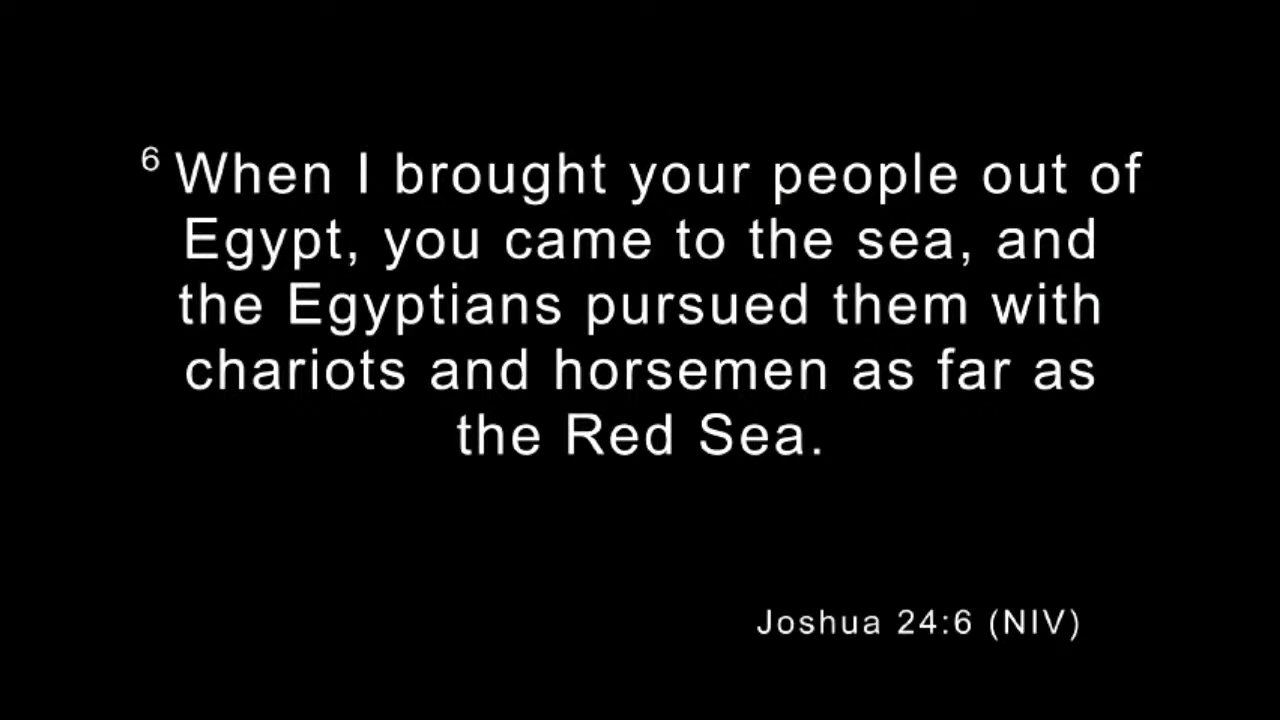 6 When I brought your people out of
Egypt, you came to the sea, and
the Egyptians pursued them with
chariots and horsemen as far as
the Red Sea.
Joshua 24:6 (NIV)